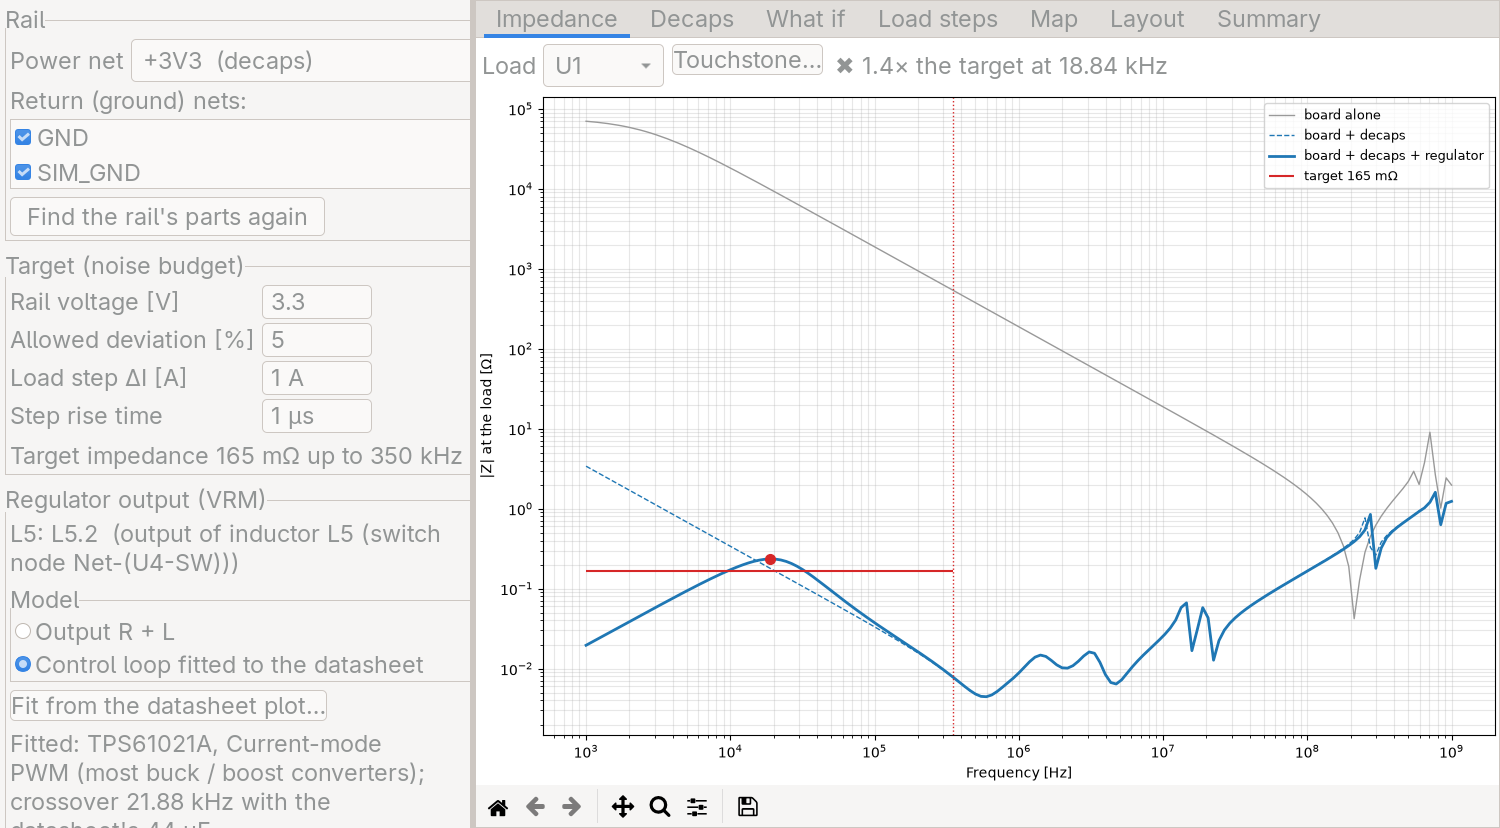 Rail
Power net +3V3 (decaps)
Return (ground) nets:
GND
SIM_GND
Find the rail's parts again
Target (noise budget)
Rail voltage [V] 3.3
Allowed deviation [%] 5
Load step ΔI [A] 1 A
Step rise time 1 µs
Target impedance 165 mΩ up to 350 kHz
Regulator output (VRM)
L5: L5.2 (output of inductor L5 (switch
node Net-(U4-SW)))
Model
Output R + L
Control loop fitted to the datasheet
Fit from the datasheet plot...
Fitted: TPS61021A, Current-mode
PWM (most buck / boost converters);
crossover 21.88 kHz with the
datasheet's 44 µF
Impedance Decaps What if Load steps Map Layout Summary
Load U1 Touchstone... ✖ 1.4× the target at 18.84 kHz
board alone
board + decaps
board + decaps + regulator
target 165 mΩ
|Z| at the load [Ω]
10⁵
10⁴
10³
10²
10¹
10⁰
10⁻¹
10⁻²
10³ 10⁴ 10⁵ 10⁶ 10⁷ 10⁸ 10⁹
Frequency [Hz]